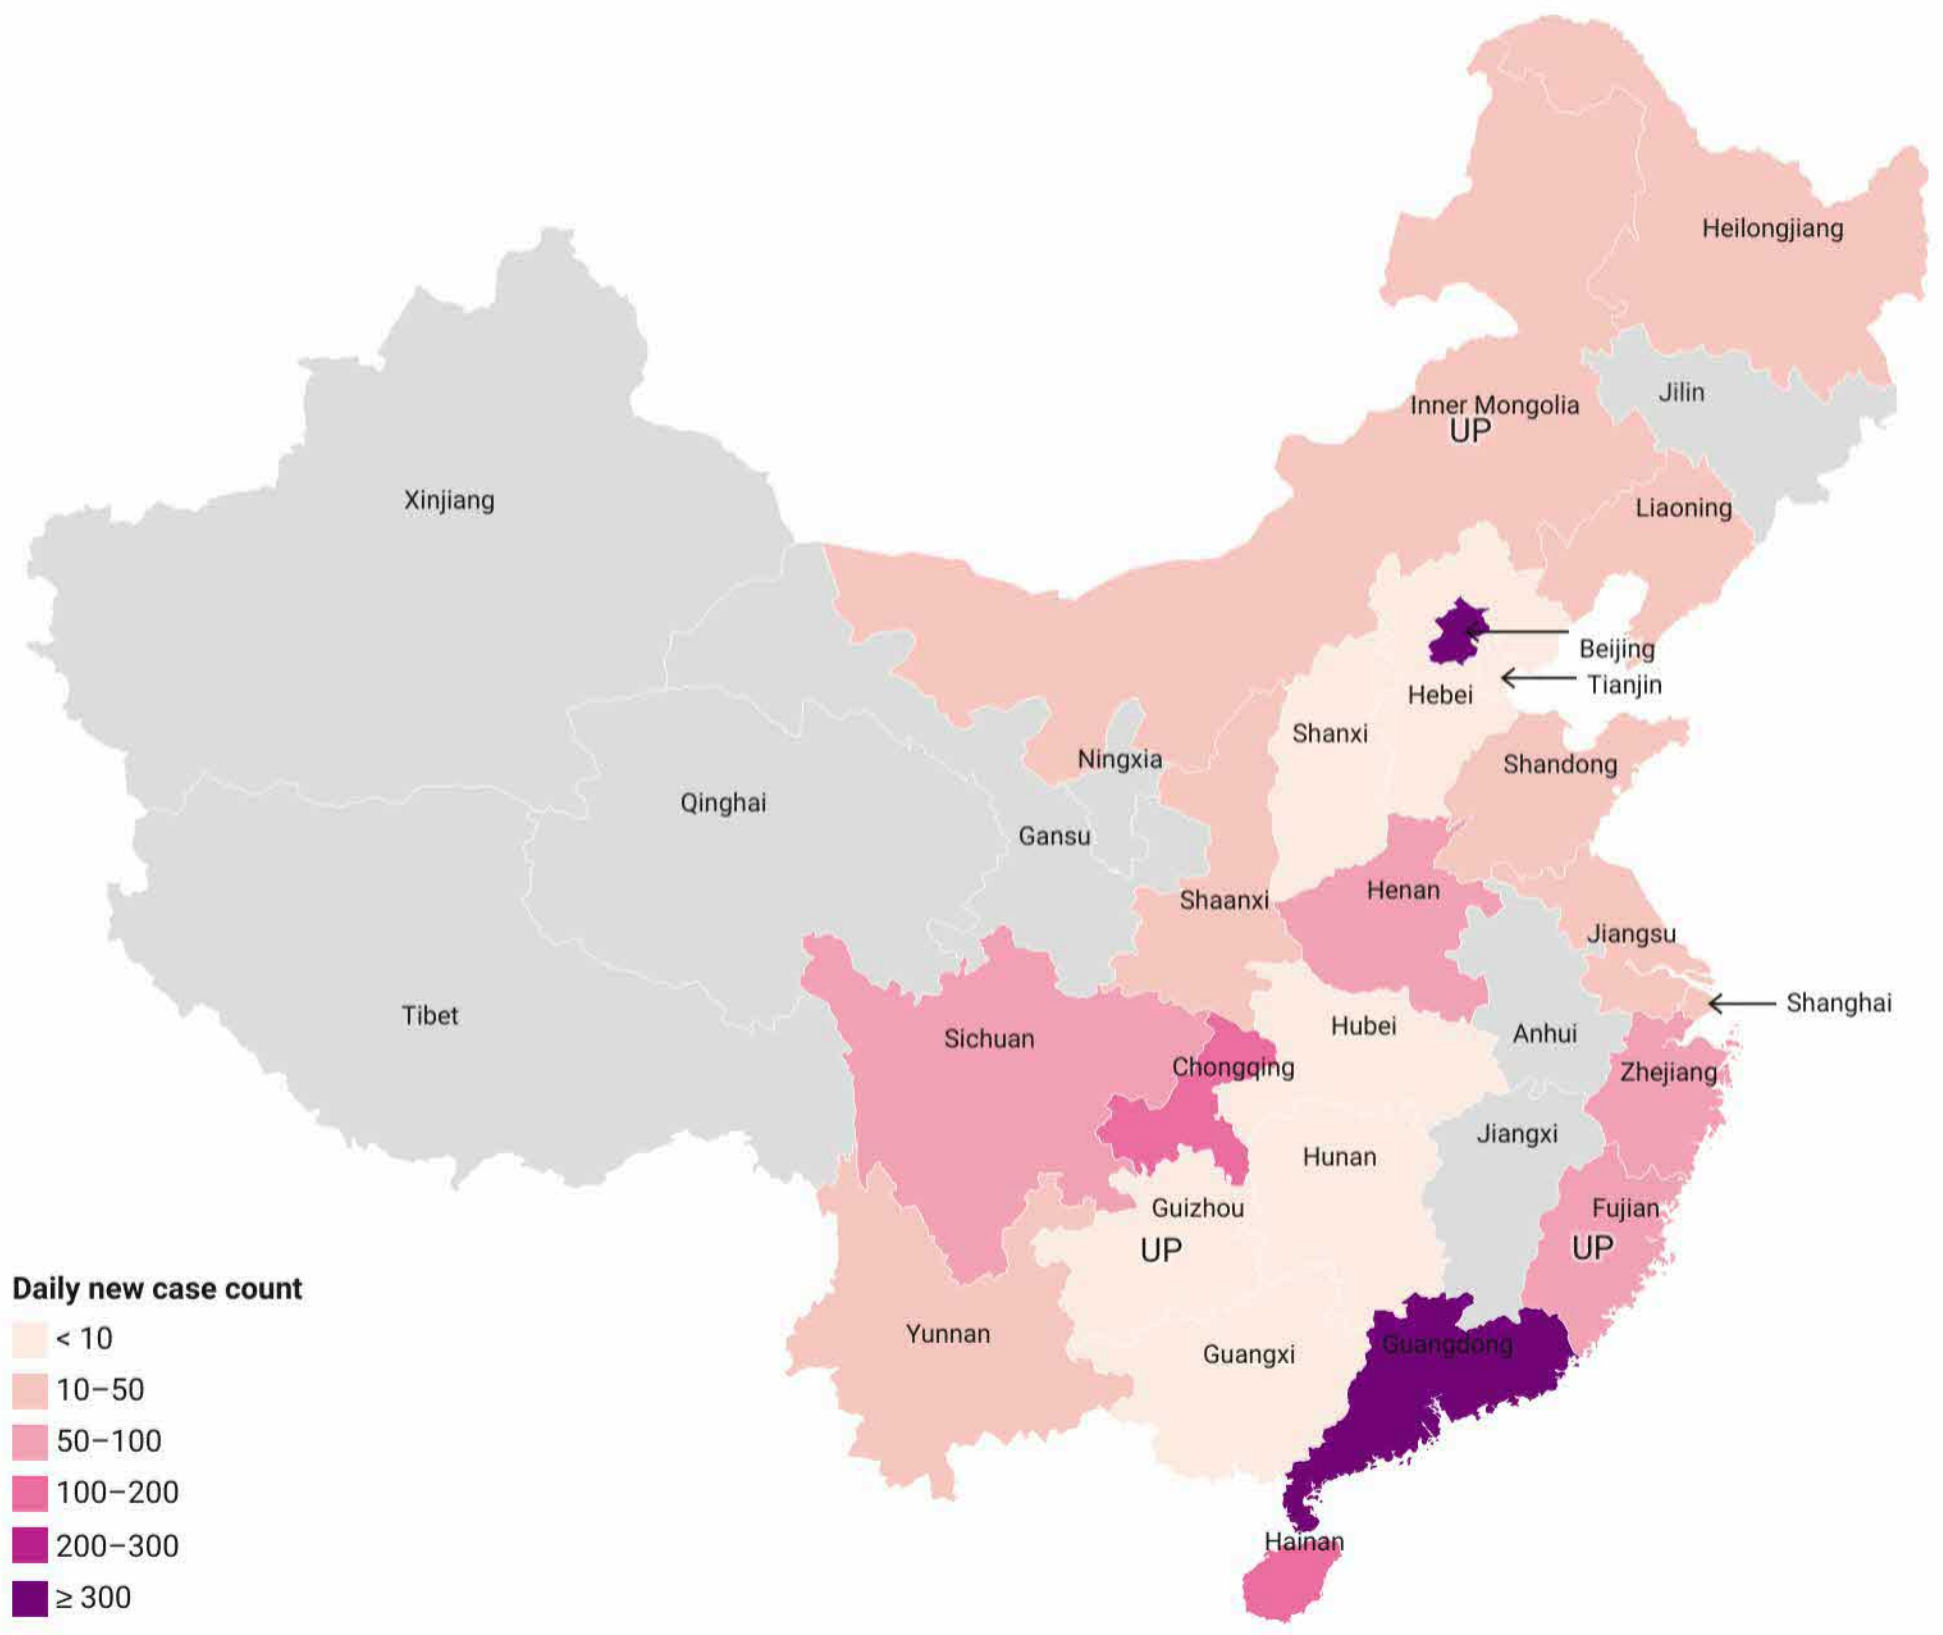 Heilongjiang
Jilin
Inner Mongolia
UP
Liaoning
Xinjiang
Beijing
Tianjin
Hebei
Shanxi
Ningxia
Shandong
Qinghai
Gansu
Henan
Shaanxi
Jiangsu
Shanghai
Tibet
Hubei
Anhui
Sichuan
Chongqing
Zhejiang
Jiangxi
Hunan
Guizhou
UP
Fujian
UP
Yunnan
Guangxi
Guangdong
Hainan
Daily new case count
< 10
10–50
50–100
100–200
200–300
≥ 300